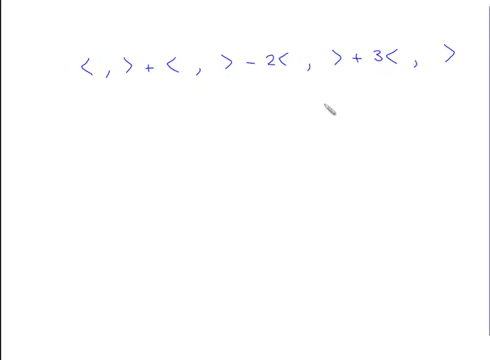 < , > + < , > - 2< , > + 3< , >